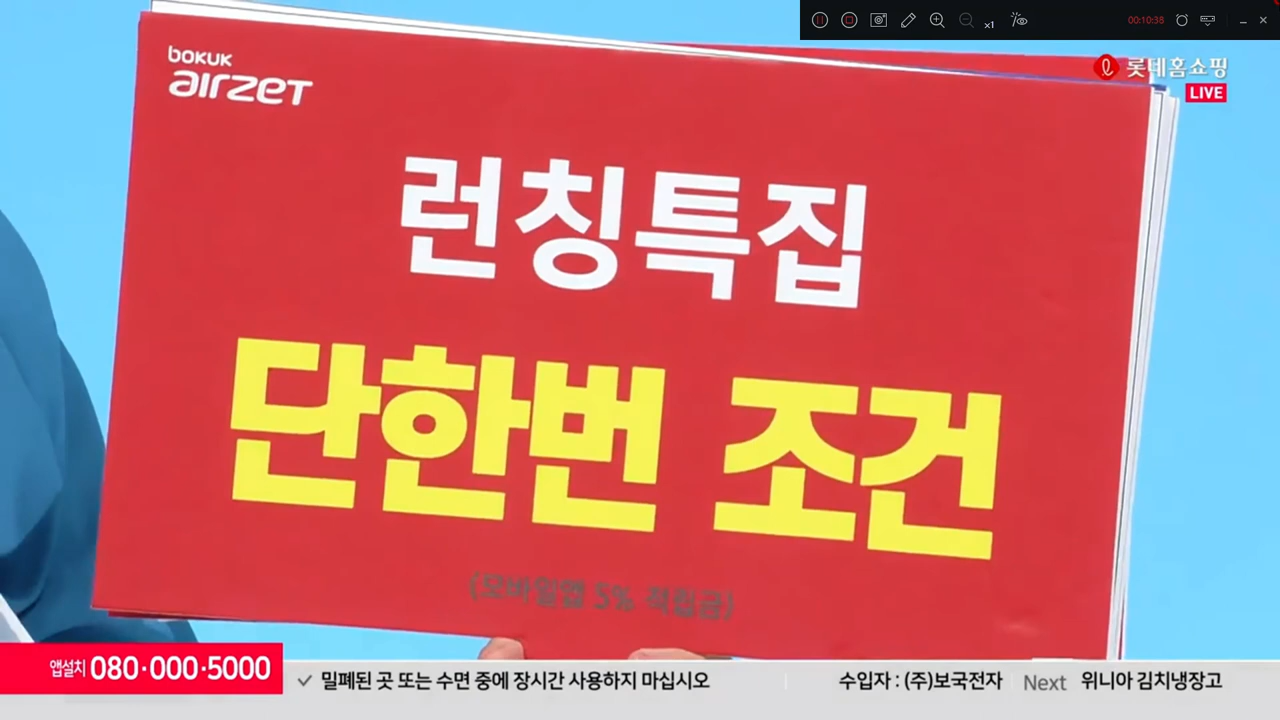 00:10:38
x1
롯데홈쇼핑
LIVE
BOKUK
airzet
런칭특집
단한번 조건
(모바일앱 5% 적립금)
앱설치 080·000·5000
밀폐된 곳 또는 수면 중에 장시간 사용하지 마십시오
수입자 : (주)보국전자
Next 위니아 김치냉장고